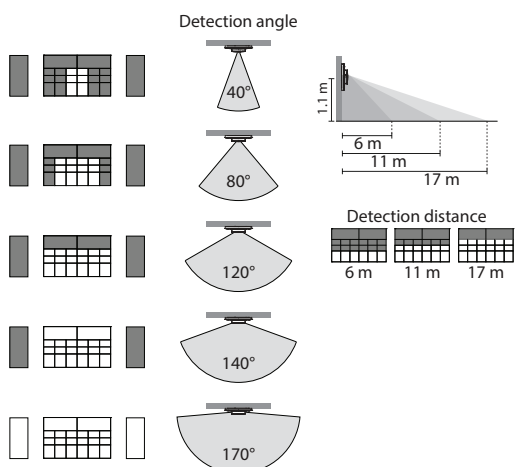 Detection angle
40°
80°
120°
140°
170°
1.1 m
6 m
11 m
17 m
Detection distance
6 m 11 m 17 m